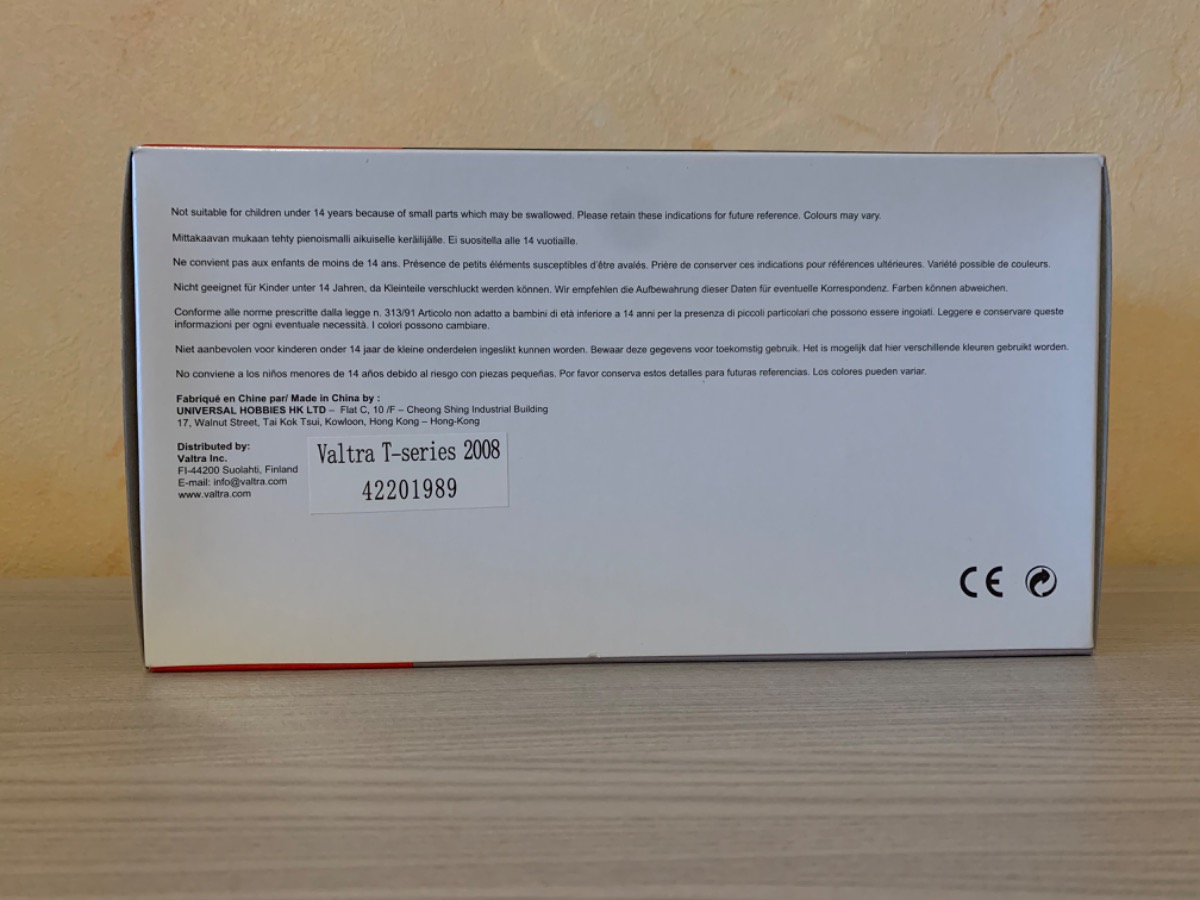 Not suitable for children under 14 years because of small parts which may be swallowed. Please retain these indications for future reference. Colours may vary.
Mittakaavan mukaan tehty pienoismalli aikuiselle keräilijälle. Ei suositella alle 14 vuotiaille.
Ne convient pas aux enfants de moins de 14 ans. Présence de petits éléments susceptibles d'être avalés. Prière de conserver ces indications pour références ultérieures. Variété possible de couleurs.
Nicht geeignet für Kinder unter 14 Jahren, da Kleinteile verschluckt werden können. Wir empfehlen die Aufbewahrung dieser Daten für eventuelle Korrespondenz. Farben können abweichen.
Conforme alle norme prescritte dalla legge n. 313/91 Articolo non adatto a bambini di età inferiore a 14 anni per la presenza di piccoli particolari che possono essere ingoiati. Leggere e conservare queste
informazioni per ogni eventuale necessità. I colori possono cambiare.
Niet aanbevolen voor kinderen onder 14 jaar de kleine onderdelen ingeslikt kunnen worden. Bewaar deze gegevens voor toekomstig gebruik. Het is mogelijk dat hier verschillende kleuren gebruikt worden.
No conviene a los niños menores de 14 años debido al riesgo con piezas pequeñas. Por favor conserva estos detalles para futuras referencias. Los colores pueden variar.
Fabriqué en Chine par/ Made in China by :
UNIVERSAL HOBBIES HK LTD – Flat C, 10 /F – Cheong Shing Industrial Building
17, Walnut Street, Tai Kok Tsui, Kowloon, Hong Kong – Hong-Kong
Distributed by:
Valtra Inc.
FI-44200 Suolahti, Finland
E-mail: info@valtra.com
www.valtra.com
Valtra T-series 2008
42201989
CE